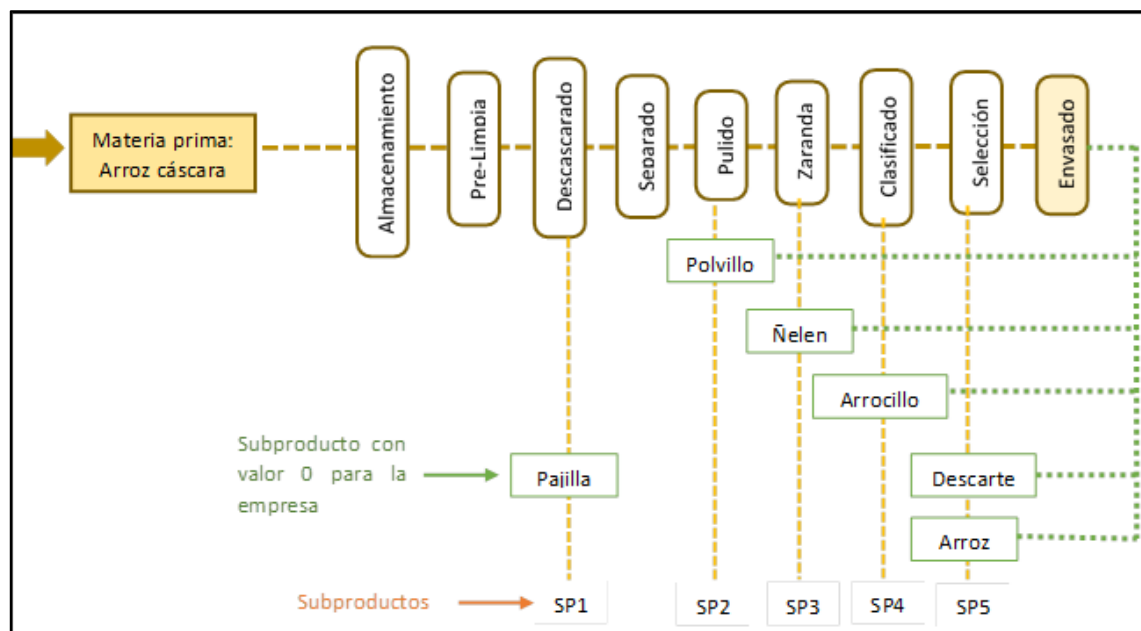 Materia prima:
Arroz cáscara
Almacenamiento
Pre-Limpia
Descascarado
Separado
Pulido
Zaranda
Clasificado
Selección
Envasado
Polvillo
Ñelen
Arrocillo
Subproducto con
valor 0 para la
empresa
Pajilla
Descarte
Arroz
Subproductos
SP1
SP2
SP3
SP4
SP5